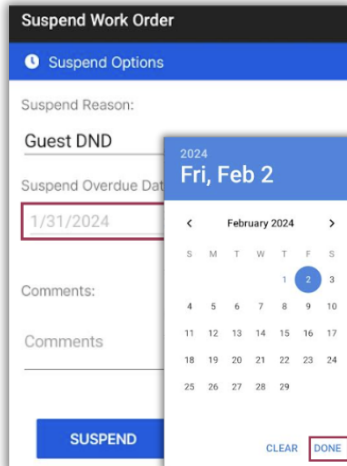 Suspend Work Order
Suspend Options
Suspend Reason:
Guest DND
Suspend Overdue Dat
1/31/2024
Comments:
Comments
SUSPEND
2024
Fri, Feb 2
February 2024
S M T W T F S
1 2 3
4 5 6 7 8 9 10
11 12 13 14 15 16 17
18 19 20 21 22 23 24
25 26 27 28 29
CLEAR DONE